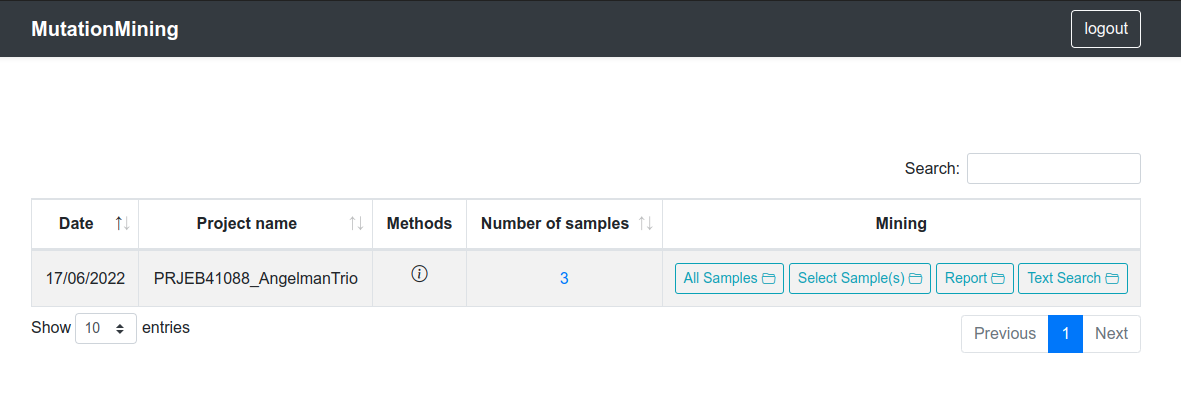 MutationMining logout
Search:
Date Project name Methods Number of samples Mining
17/06/2022 PRJEB41088_AngelmanTrio 3 All Samples Select Sample(s) Report Text Search
Show 10 entries Previous 1 Next